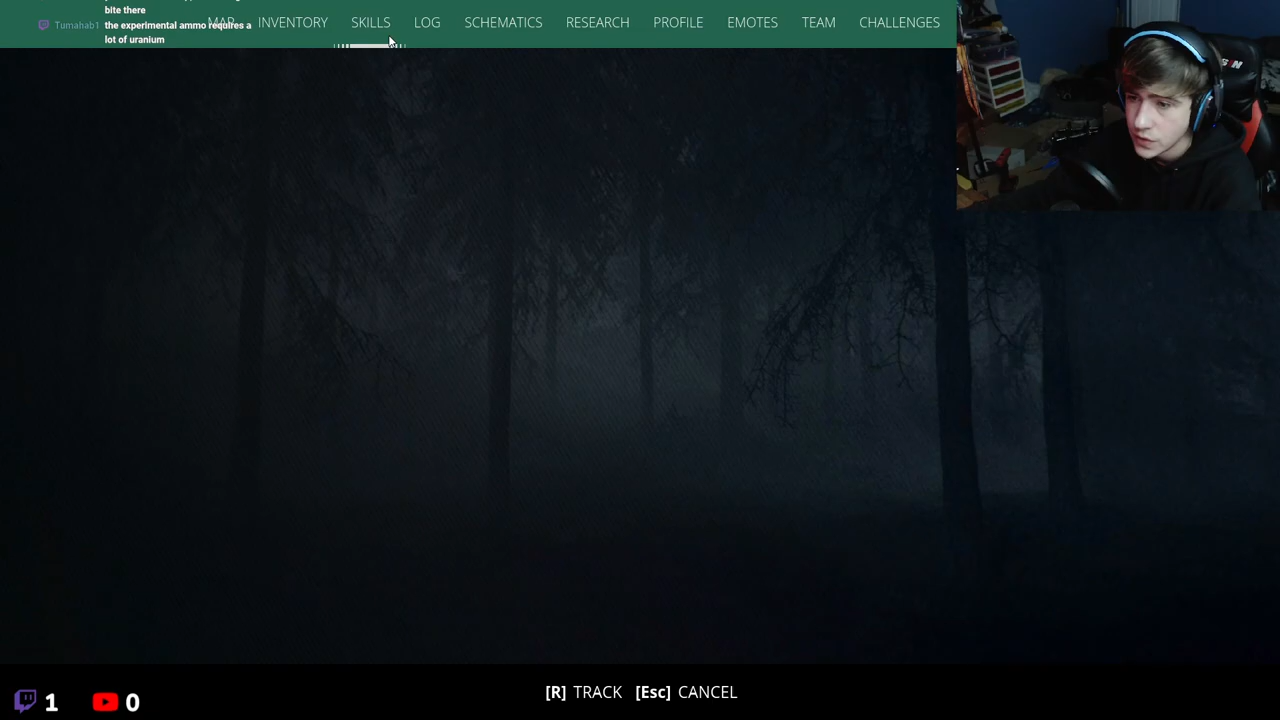 bite there
Tumahab1 the experimental ammo requires a
lot of uranium
MAP INVENTORY SKILLS LOG SCHEMATICS RESEARCH PROFILE EMOTES TEAM CHALLENGES
1 0
[R] TRACK [Esc] CANCEL